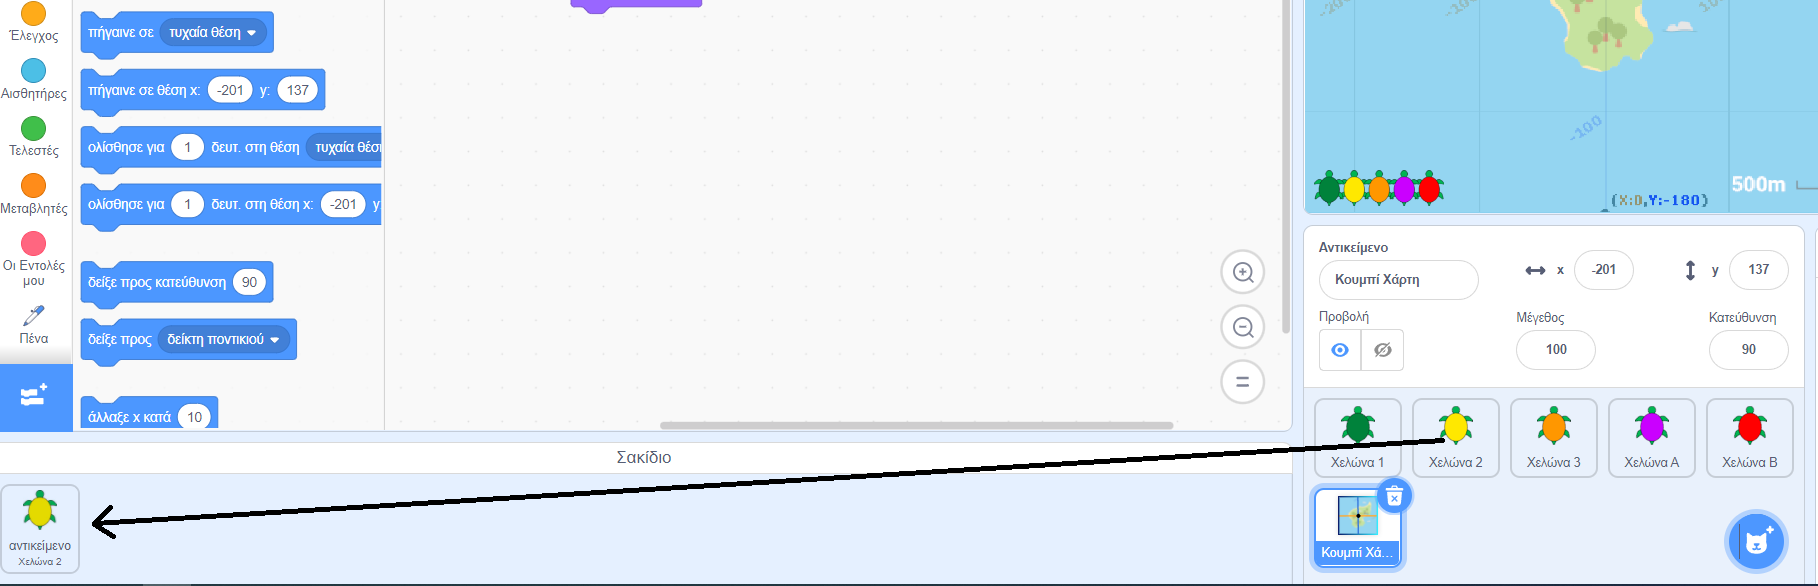 Έλεγχος
Αισθητήρες
Τελεστές
Μεταβλητές
Οι Εντολές
μου
Πένα
πήγαινε σε τυχαία θέση
πήγαινε σε θέση x: -201 y: 137
ολίσθησε για 1 δευτ. στη θέση τυχαία θέσ
ολίσθησε για 1 δευτ. στη θέση x: -201 y
δείξε προς κατεύθυνση 90
δείξε προς δείκτη ποντικιού
άλλαξε x κατά 10
-200
-100
100
-100
500m
(X:0,Y:-180)
Αντικείμενο
Κουμπί Χάρτη
x -201
y 137
Προβολή
Μέγεθος
100
Κατεύθυνση
90
Χελώνα 1
Χελώνα 2
Χελώνα 3
Χελώνα A
Χελώνα B
Κουμπί Χά...
Σακίδιο
αντικείμενο
Χελώνα 2